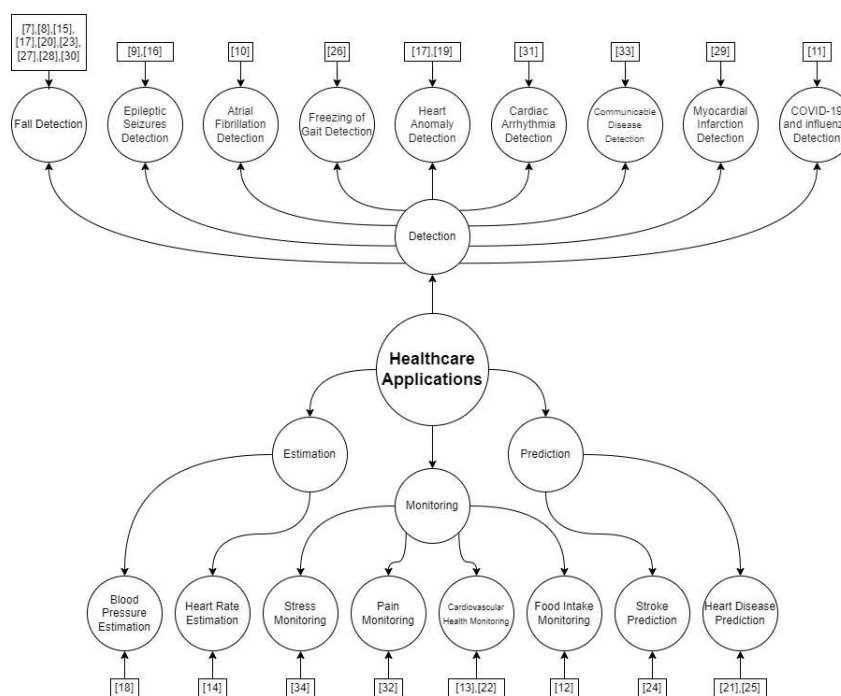 [7],[8],[15],
[17],[20],[23],
[27],[28],[30]
[9],[16]
[10]
[26]
[17],[19]
[31]
[33]
[29]
[11]
Fall Detection
Epileptic
Seizures
Detection
Atrial
Fibrillation
Detection
Freezing of
Gait Detection
Heart
Anomaly
Detection
Cardiac
Arrhythmia
Detection
Communicable
Disease
Detection
Myocardial
Infarction
Detection
COVID-19
and influenz
Detection
Detection
Healthcare
Applications
Estimation
Prediction
Monitoring
Blood
Pressure
Estimation
Heart Rate
Estimation
Stress
Monitoring
Pain
Monitoring
Cardiovascular
Health Monitoring
Food Intake
Monitoring
Stroke
Prediction
Heart Disease
Prediction
[18]
[14]
[34]
[32]
[13],[22]
[12]
[24]
[21],[25]